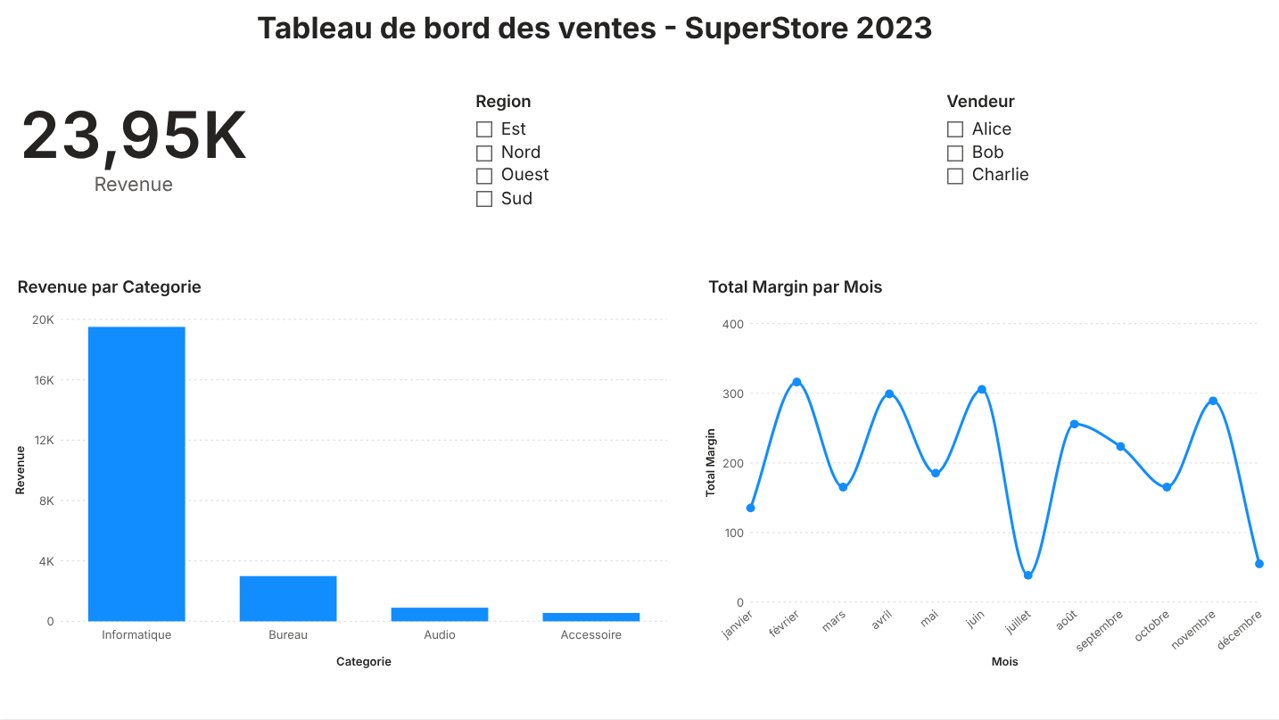 Tableau de bord des ventes - SuperStore 2023
23,95K
Revenue
Region
Est
Nord
Ouest
Sud
Vendeur
Alice
Bob
Charlie
Revenue par Categorie
20K
16K
12K
8K
4K
0
Revenue
Informatique
Bureau
Audio
Accessoire
Categorie
Total Margin par Mois
400
300
200
100
0
Total Margin
janvier
février
mars
avril
mai
juin
juillet
août
septembre
octobre
novembre
décembre
Mois